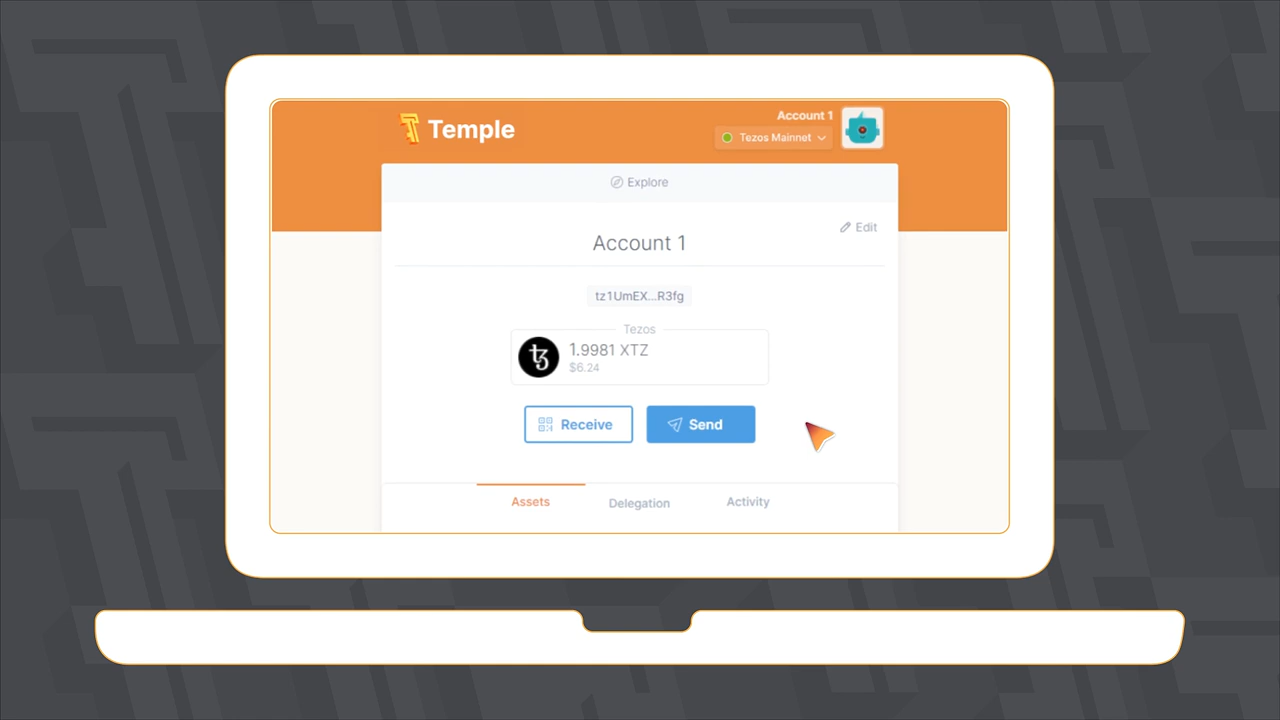 Temple
Account 1
Tezos Mainnet
Explore
Edit
Account 1
tz1UmEX...R3fg
Tezos
1.9981 XTZ
$6.24
Receive
Send
Assets
Delegation
Activity